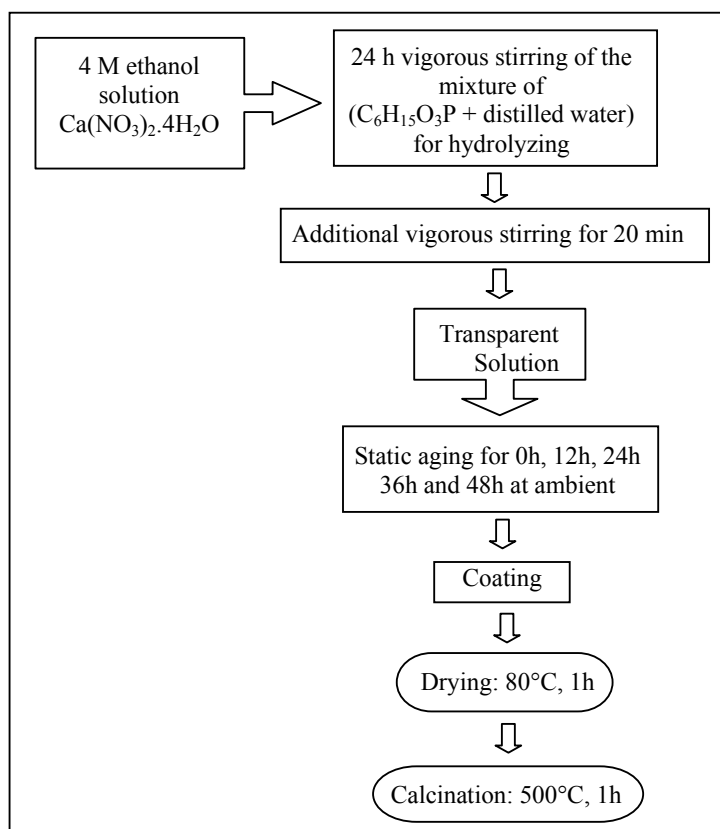 4 M ethanol
solution
Ca(NO₃)₂.4H₂O
24 h vigorous stirring of the
mixture of
(C₆H₁₅O₃P + distilled water)
for hydrolyzing
Additional vigorous stirring for 20 min
Transparent
Solution
Static aging for 0h, 12h, 24h
36h and 48h at ambient
Coating
Drying: 80°C, 1h
Calcination: 500°C, 1h